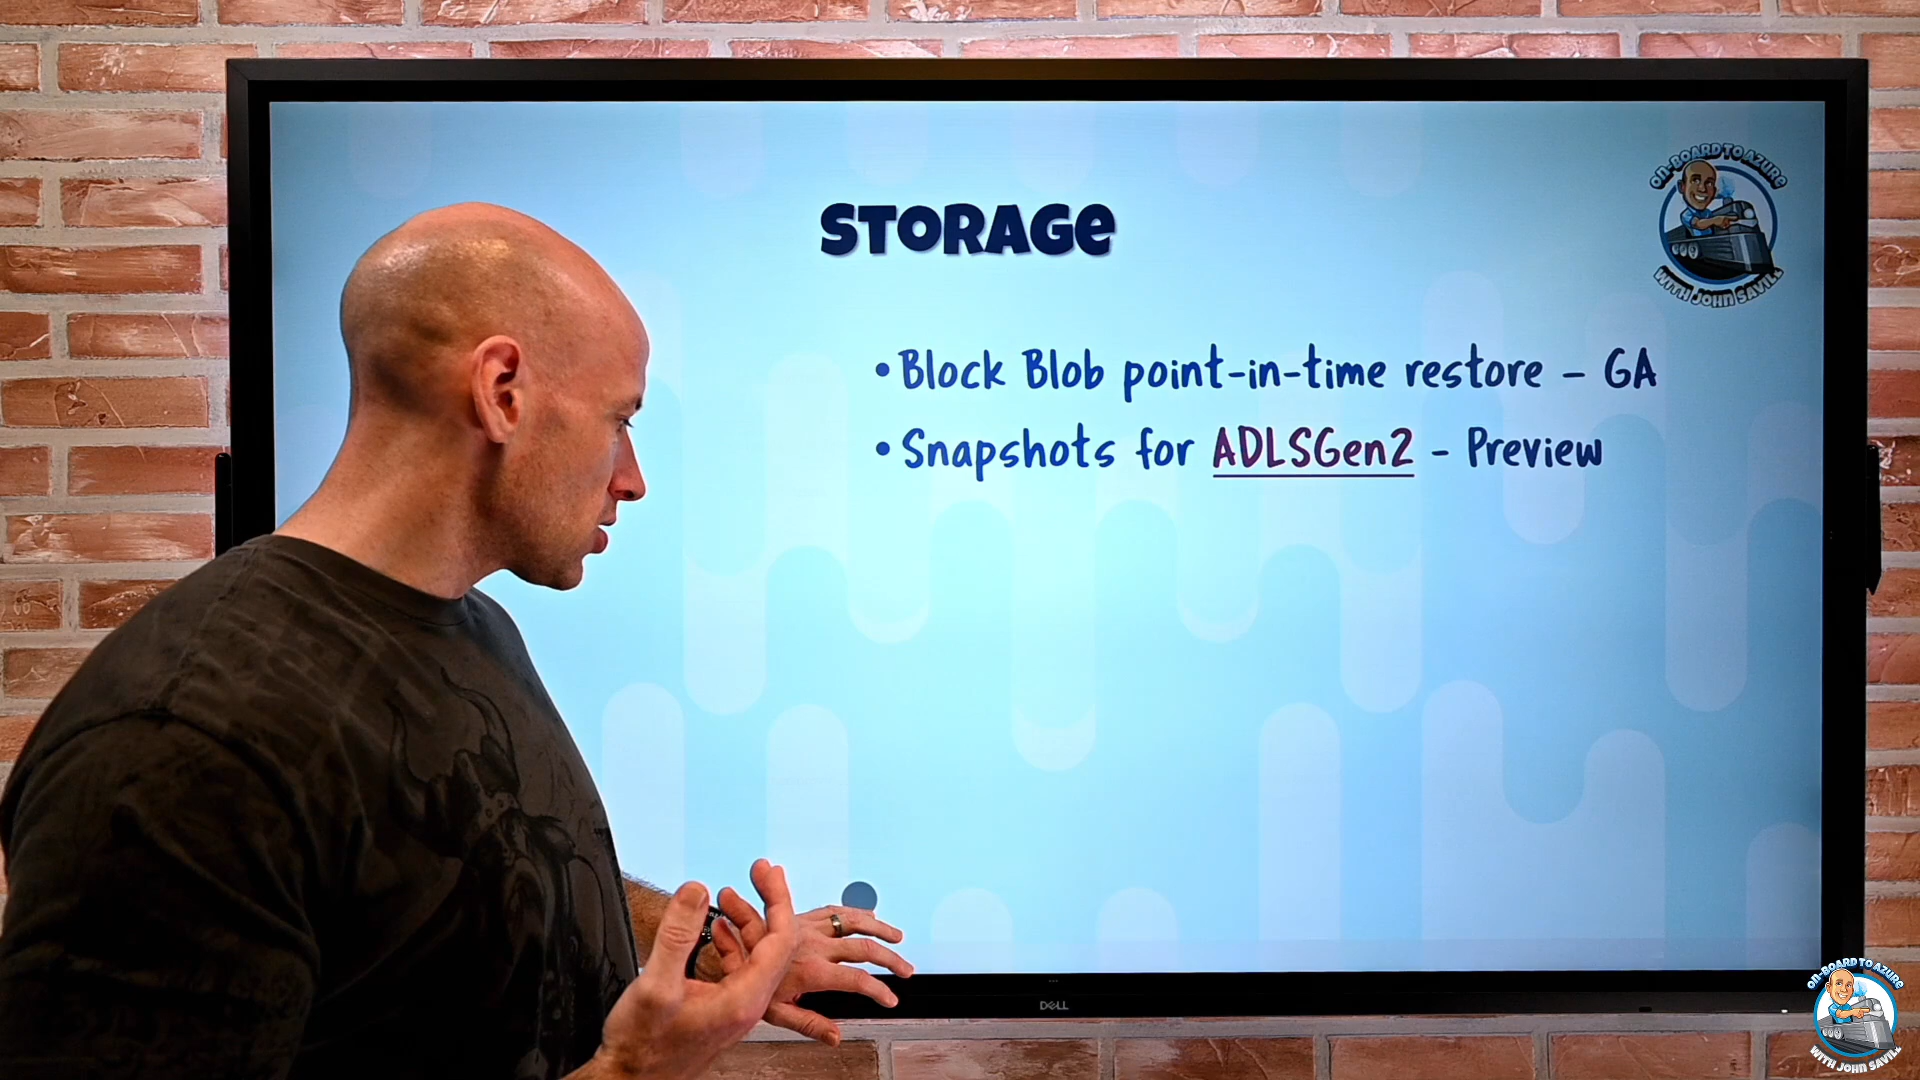 ON-BOARD TO AZURE
WITH JOHN SAVILL
STORAGE
• Block Blob point-in-time restore – GA
• Snapshots for ADLSGen2 - Preview
DELL
ON-BOARD TO AZURE
WITH JOHN SAVILL